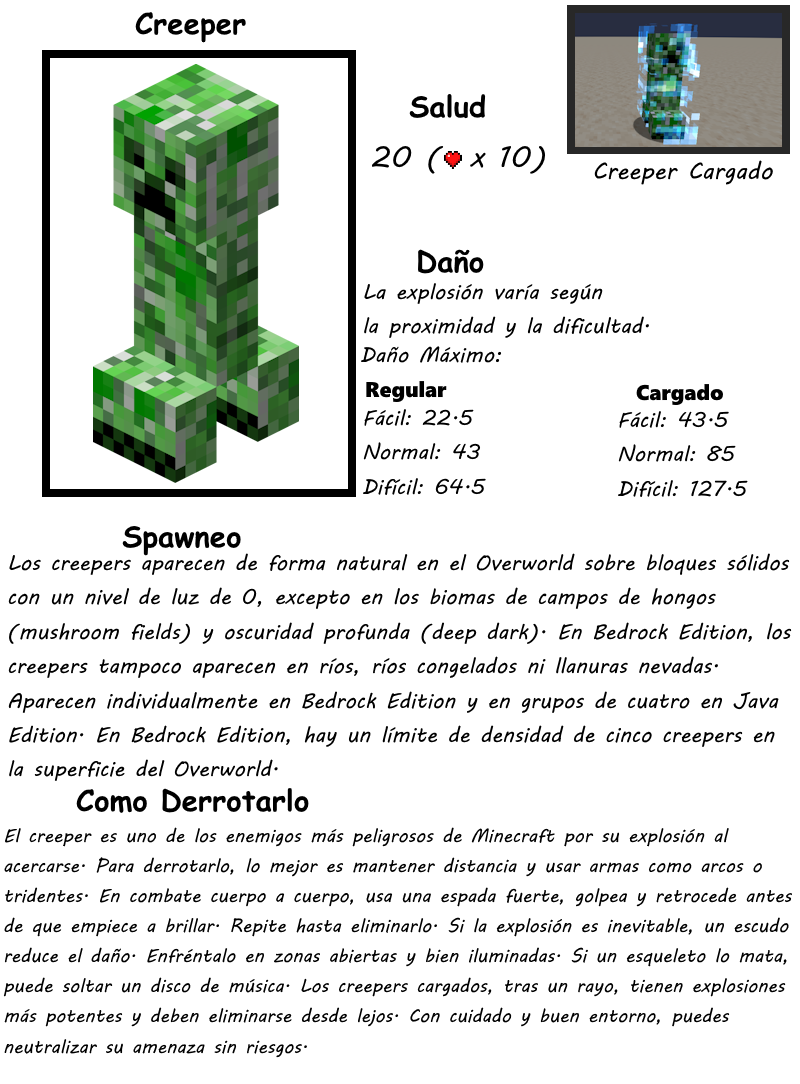 Creeper
Salud
20 (❤ x 10)
Creeper Cargado
Daño
La explosión varía según
la proximidad y la dificultad.
Daño Máximo:
Regular
Fácil: 22.5
Normal: 43
Difícil: 64.5
Cargado
Fácil: 43.5
Normal: 85
Difícil: 127.5
Spawneo
Los creepers aparecen de forma natural en el Overworld sobre bloques sólidos
con un nivel de luz de 0, excepto en los biomas de campos de hongos
(mushroom fields) y oscuridad profunda (deep dark). En Bedrock Edition, los
creepers tampoco aparecen en ríos, ríos congelados ni llanuras nevadas.
Aparecen individualmente en Bedrock Edition y en grupos de cuatro en Java
Edition. En Bedrock Edition, hay un límite de densidad de cinco creepers en
la superficie del Overworld.
Como Derrotarlo
El creeper es uno de los enemigos más peligrosos de Minecraft por su explosión al
acercarse. Para derrotarlo, lo mejor es mantener distancia y usar armas como arcos o
tridentes. En combate cuerpo a cuerpo, usa una espada fuerte, golpea y retrocede antes
de que empiece a brillar. Repite hasta eliminarlo. Si la explosión es inevitable, un escudo
reduce el daño. Enfréntalo en zonas abiertas y bien iluminadas. Si un esqueleto lo mata,
puede soltar un disco de música. Los creepers cargados, tras un rayo, tienen explosiones
más potentes y deben eliminarse desde lejos. Con cuidado y buen entorno, puedes
neutralizar su amenaza sin riesgos.